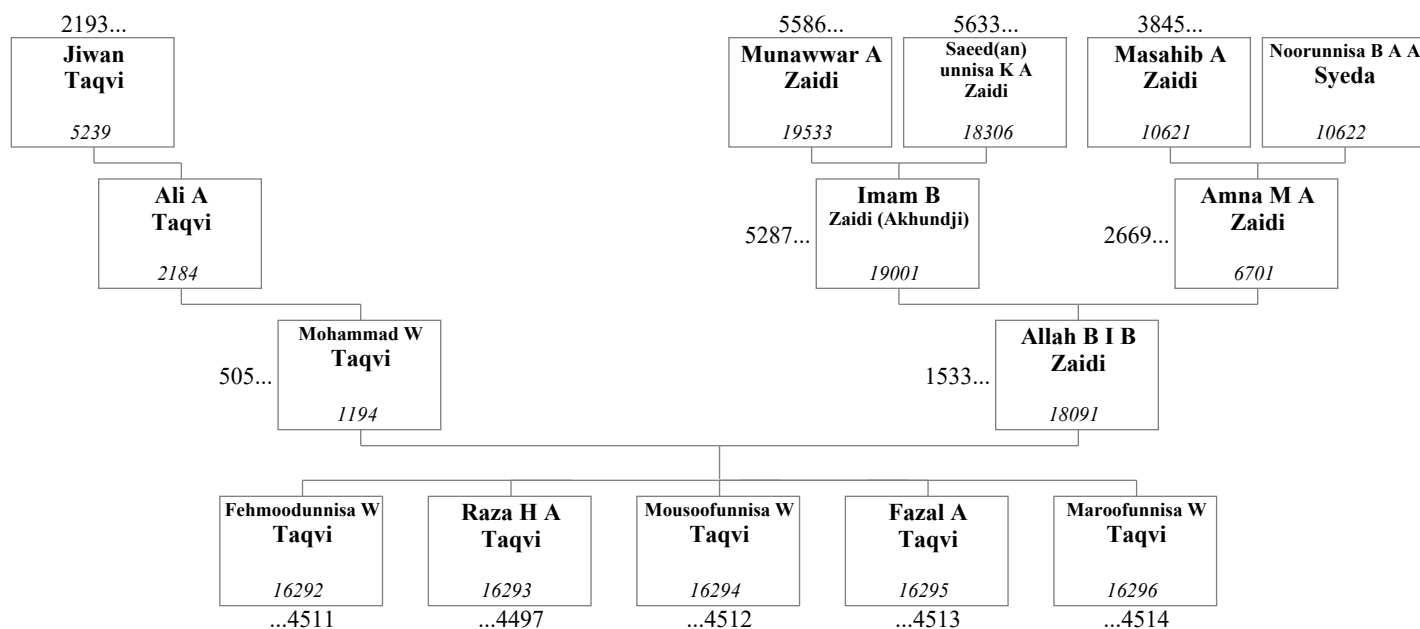 2193...
5586...
5633...
3845...
Jiwan
Taqvi
5239
Munawwar A
Zaidi
19533
Saeed(an)
unnisa K A
Zaidi
18306
Masahib A
Zaidi
10621
Noorunnisa B A A
Syeda
10622
Ali A
Taqvi
2184
5287...
Imam B
Zaidi (Akhundji)
19001
2669...
Amna M A
Zaidi
6701
505...
Mohammad W
Taqvi
1194
1533...
Allah B I B
Zaidi
18091
Fehmoodunnisa W
Taqvi
16292
...4511
Raza H A
Taqvi
16293
...4497
Mousoofunnisa W
Taqvi
16294
...4512
Fazal A
Taqvi
16295
...4513
Maroofunnisa W
Taqvi
16296
...4514